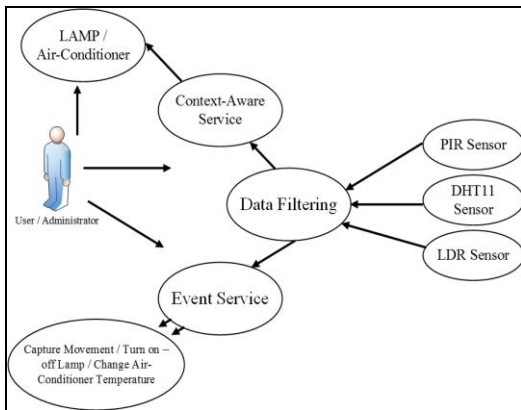 LAMP /
Air-Conditioner
Context-Aware
Service
PIR Sensor
DHT11
Sensor
LDR Sensor
User / Administrator
Data Filtering
Event Service
Capture Movement / Turn on –
off Lamp / Change Air-
Conditioner Temperature